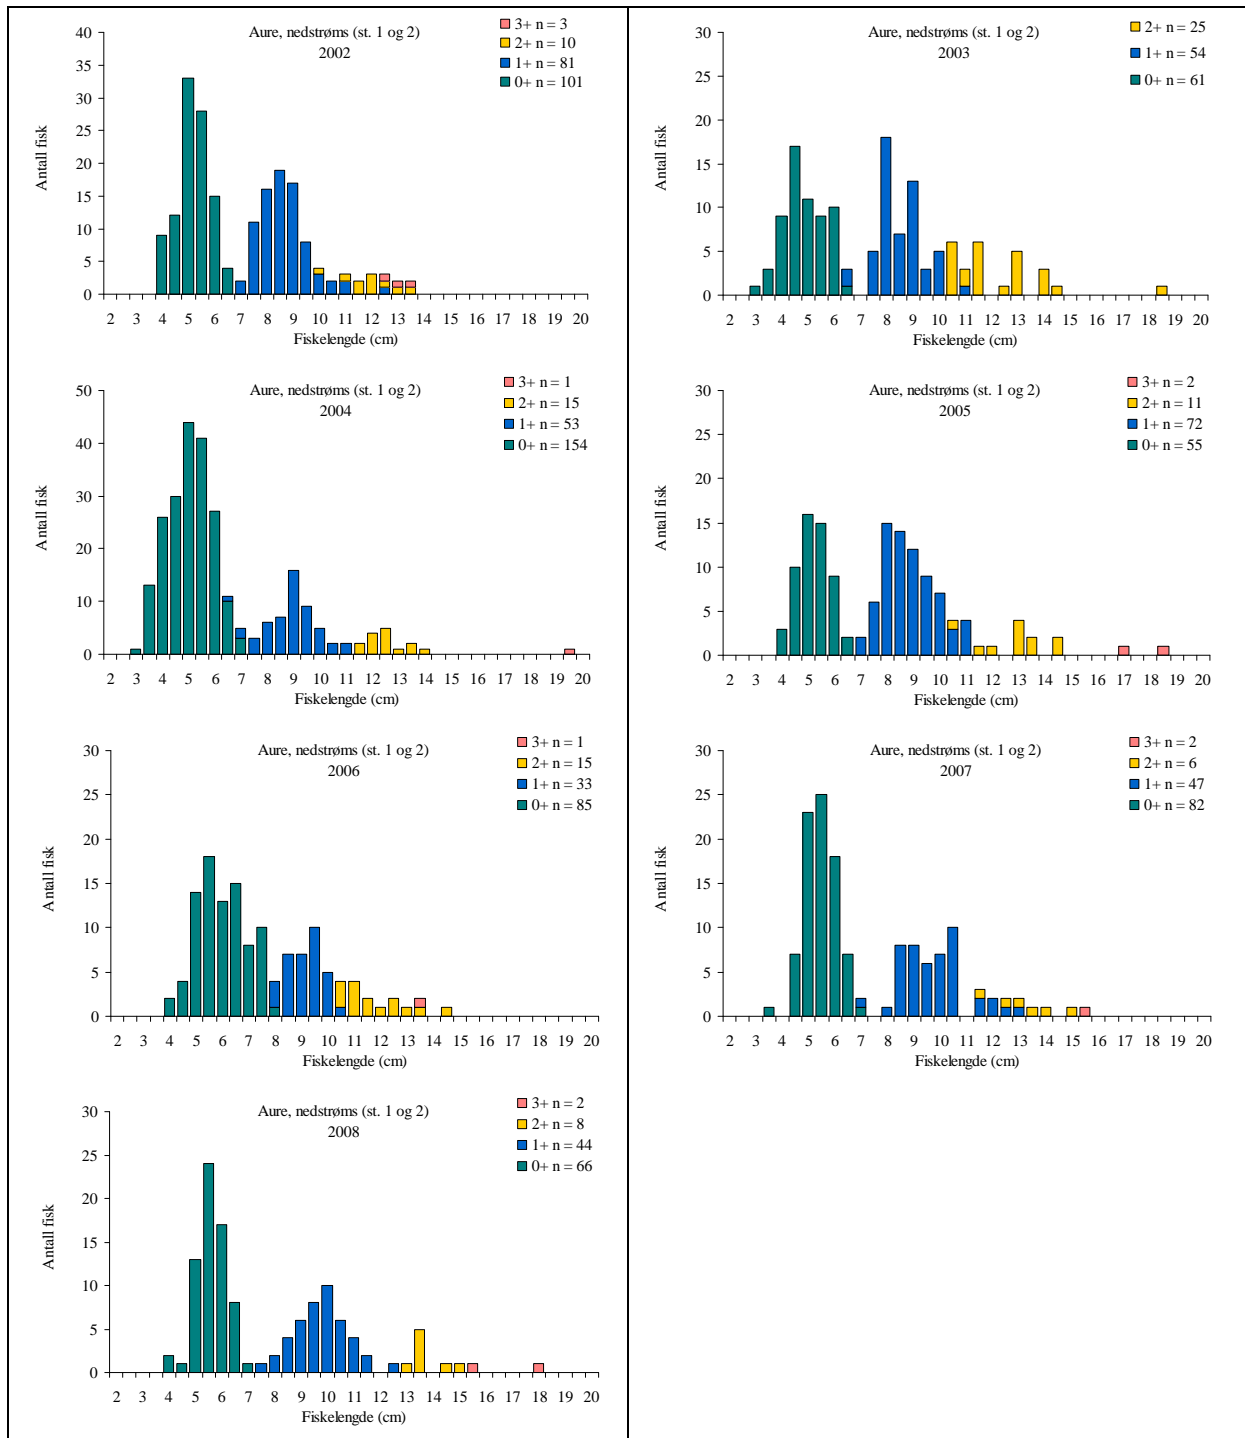 Aure, nedstrøms (st. 1 og 2)
2002
3+ n = 3
2+ n = 10
1+ n = 81
0+ n = 101
Antall fisk
40
35
30
25
20
15
10
5
0
2 3 4 5 6 7 8 9 10 11 12 13 14 15 16 17 18 19 20
Fiskelengde (cm)
Aure, nedstrøms (st. 1 og 2)
2003
2+ n = 25
1+ n = 54
0+ n = 61
Antall fisk
30
25
20
15
10
5
0
2 3 4 5 6 7 8 9 10 11 12 13 14 15 16 17 18 19 20
Fiskelengde (cm)
Aure, nedstrøms (st. 1 og 2)
2004
3+ n = 1
2+ n = 15
1+ n = 53
0+ n = 154
Antall fisk
50
40
30
20
10
0
2 3 4 5 6 7 8 9 10 11 12 13 14 15 16 17 18 19 20
Fiskelengde (cm)
Aure, nedstrøms (st. 1 og 2)
2005
3+ n = 2
2+ n = 11
1+ n = 72
0+ n = 55
Antall fisk
30
25
20
15
10
5
0
2 3 4 5 6 7 8 9 10 11 12 13 14 15 16 17 18 19 20
Fiskelengde (cm)
Aure, nedstrøms (st. 1 og 2)
2006
3+ n = 1
2+ n = 15
1+ n = 33
0+ n = 85
Antall fisk
30
25
20
15
10
5
0
2 3 4 5 6 7 8 9 10 11 12 13 14 15 16 17 18 19 20
Fiskelengde (cm)
Aure, nedstrøms (st. 1 og 2)
2007
3+ n = 2
2+ n = 6
1+ n = 47
0+ n = 82
Antall fisk
30
25
20
15
10
5
0
2 3 4 5 6 7 8 9 10 11 12 13 14 15 16 17 18 19 20
Fiskelengde (cm)
Aure, nedstrøms (st. 1 og 2)
2008
3+ n = 2
2+ n = 8
1+ n = 44
0+ n = 66
Antall fisk
30
25
20
15
10
5
0
2 3 4 5 6 7 8 9 10 11 12 13 14 15 16 17 18 19 20
Fiskelengde (cm)